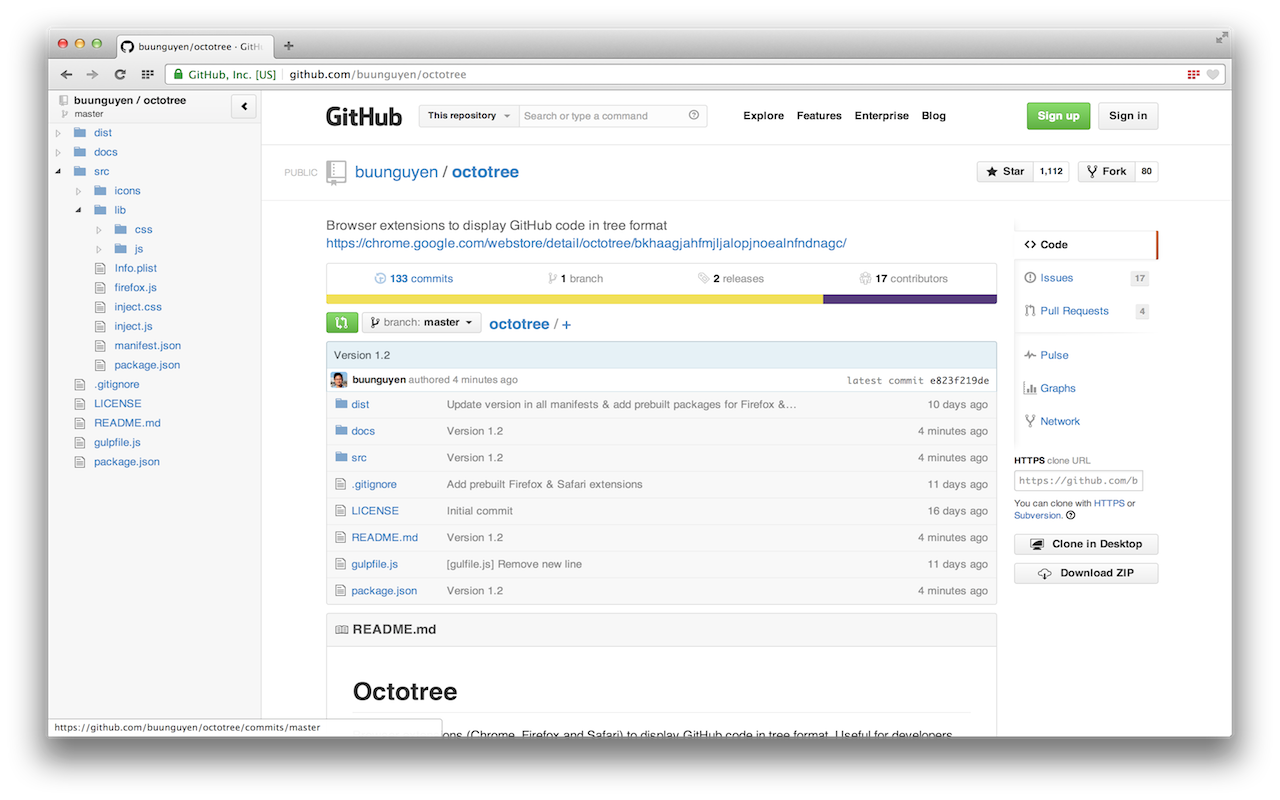 buunguyen/octotree · GitH
GitHub, Inc. [US] github.com/buunguyen/octotree
buunguyen / octotree
master
dist
docs
src
icons
lib
css
js
Info.plist
firefox.js
inject.css
inject.js
manifest.json
package.json
.gitignore
LICENSE
README.md
gulpfile.js
package.json
GitHub This repository Search or type a command Explore Features Enterprise Blog Sign up Sign in
PUBLIC buunguyen / octotree Star 1,112 Fork 80
Browser extensions to display GitHub code in tree format
https://chrome.google.com/webstore/detail/octotree/bkhaagjahfmjljalopjnoealnfndnagc/
133 commits 1 branch 2 releases 17 contributors
branch: master octotree / +
Version 1.2
buunguyen authored 4 minutes ago latest commit e823f219de
dist Update version in all manifests & add prebuilt packages for Firefox &… 10 days ago
docs Version 1.2 4 minutes ago
src Version 1.2 4 minutes ago
.gitignore Add prebuilt Firefox & Safari extensions 11 days ago
LICENSE Initial commit 16 days ago
README.md Version 1.2 4 minutes ago
gulpfile.js [gulfile.js] Remove new line 11 days ago
package.json Version 1.2 4 minutes ago
README.md
Octotree
ons (Chrome, Firefox and Safari) to display GitHub code in tree format. Useful for developers
Code
Issues 17
Pull Requests 4
Pulse
Graphs
Network
HTTPS clone URL
https://github.com/b
You can clone with HTTPS or
Subversion.
Clone in Desktop
Download ZIP
https://github.com/buunguyen/octotree/commits/master